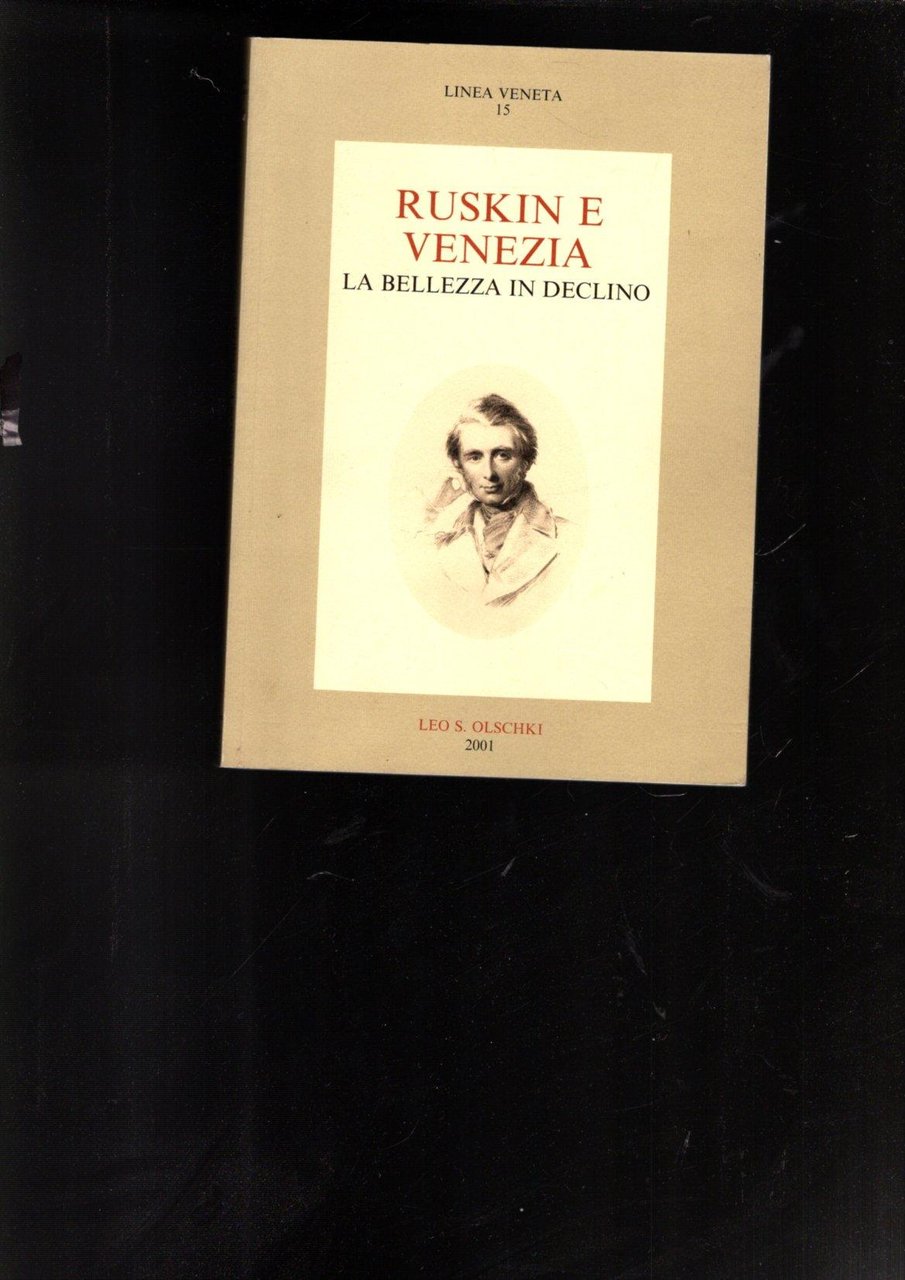 LINEA VENETA
15
RUSKIN E
VENEZIA
LA BELLEZZA IN DECLINO
LEO S. OLSCHKI
2001